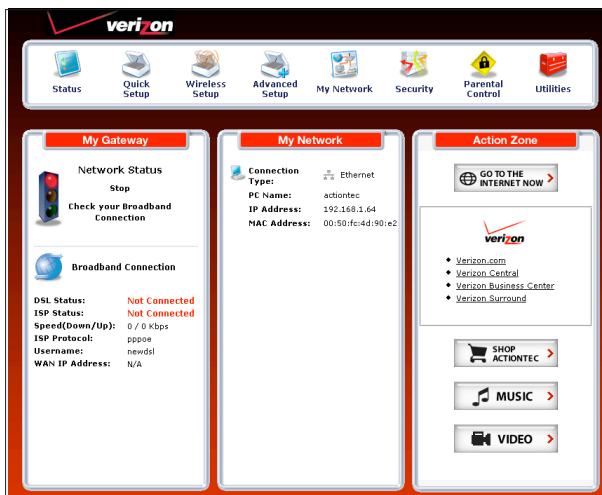 verizon
Status
Quick Setup
Wireless Setup
Advanced Setup
My Network
Security
Parental Control
Utilities
My Gateway
Network Status
Stop
Check your Broadband
Connection
Broadband Connection
DSL Status: Not Connected
ISP Status: Not Connected
Speed(Down/Up): 0 / 0 Kbps
ISP Protocol: pppoe
Username: newdsl
WAN IP Address: N/A
My Network
Connection Type: Ethernet
PC Name: actiontec
IP Address: 192.168.1.64
MAC Address: 00:50:fc:4d:90:e2
Action Zone
GO TO THE
INTERNET NOW
verizon
Verizon.com
Verizon Central
Verizon Business Center
Verizon Surround
SHOP
ACTIONTEC
MUSIC
VIDEO